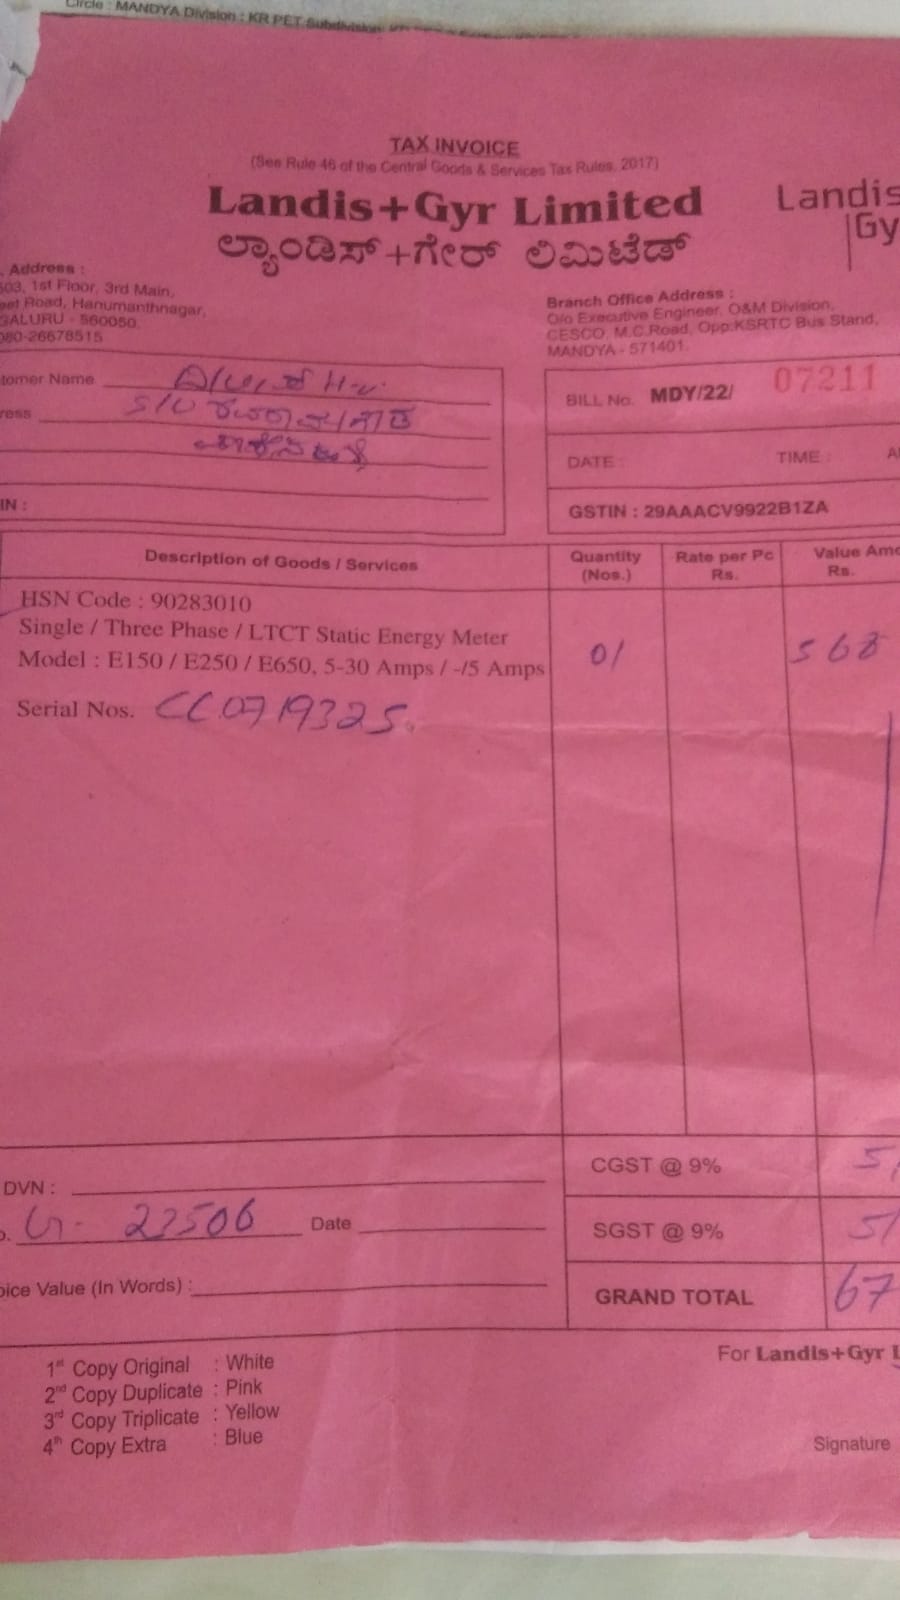 Circle : MANDYA Division : KR PET Subdivision
TAX INVOICE
(See Rule 46 of the Central Goods & Services Tax Rules, 2017)
Landis+Gyr Limited
ಲ್ಯಾಂಡಿಸ್+ಗೇರ್ ಲಿಮಿಟೆಡ್
Landis
Gy
Address :
503, 1st Floor, 3rd Main,
Road, Hanumanthnagar,
GALURU - 560050.
080-26678515
Branch Office Address :
O/o Executive Engineer, O&M Division,
CESCO, M.C.Road, Opp:KSRTC Bus Stand,
MANDYA - 571401.
tomer Name
ress S/O
IN :
BILL No. MDY/22/ 07211
DATE : TIME :
GSTIN : 29AAACV9922B1ZA
Description of Goods / Services Quantity (Nos.) Rate per Pc Rs. Value Amo Rs.
HSN Code : 90283010
Single / Three Phase / LTCT Static Energy Meter
Model : E150 / E250 / E650, 5-30 Amps / -/5 Amps 01 568
Serial Nos. CC0719325
CGST @ 9% 5
DVN :
G- 23506 Date
SGST @ 9% 51
oice Value (In Words) :
GRAND TOTAL 67
1st Copy Original : White
2nd Copy Duplicate : Pink
3rd Copy Triplicate : Yellow
4th Copy Extra : Blue
For Landis+Gyr L
Signature